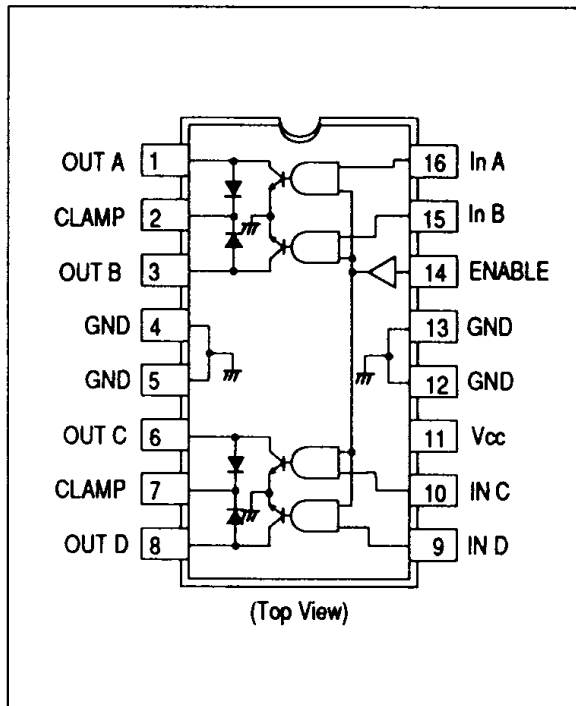 OUT A 1 16 In A
CLAMP 2 15 In B
OUT B 3 14 ENABLE
GND 4 13 GND
GND 5 12 GND
OUT C 6 11 Vcc
CLAMP 7 10 IN C
OUT D 8 9 IN D
(Top View)